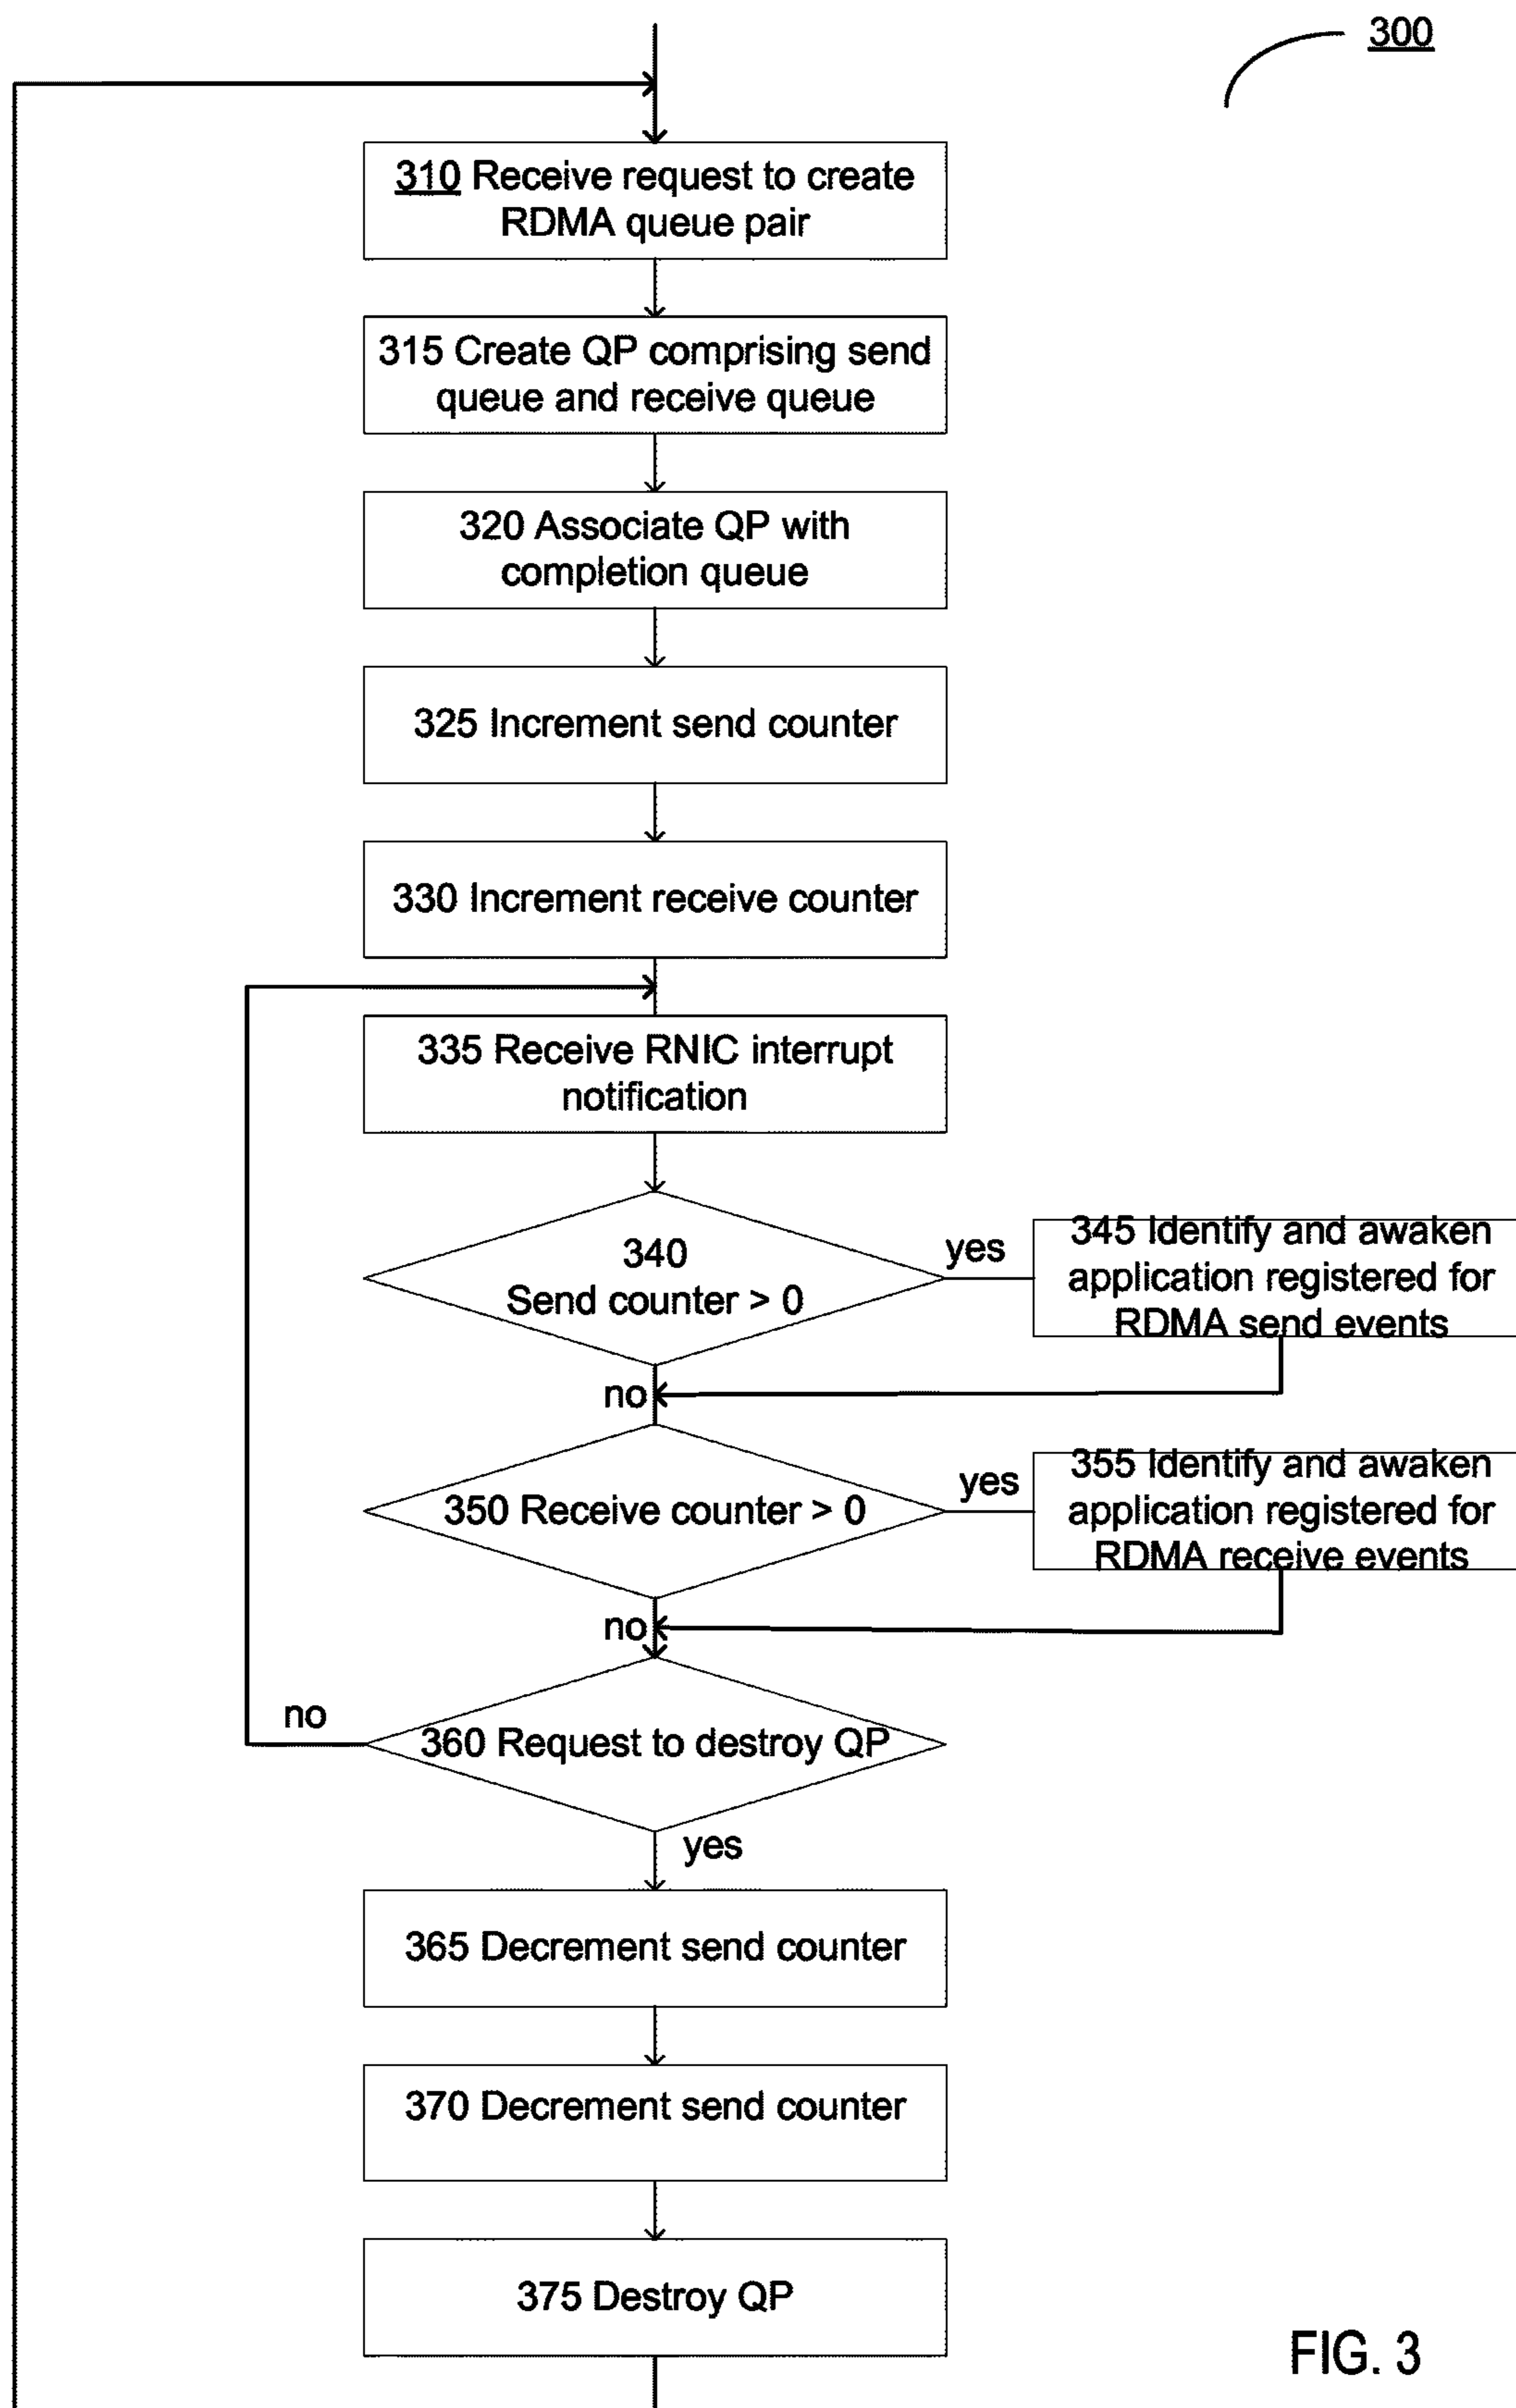 300
310 Receive request to create
RDMA queue pair
315 Create QP comprising send
queue and receive queue
320 Associate QP with
completion queue
325 Increment send counter
330 Increment receive counter
335 Receive RNIC interrupt
notification
340
Send counter > 0
yes
345 Identify and awaken
application registered for
RDMA send events
no
350 Receive counter > 0
yes
355 Identify and awaken
application registered for
RDMA receive events
no
360 Request to destroy QP
no
yes
365 Decrement send counter
370 Decrement send counter
375 Destroy QP
FIG. 3